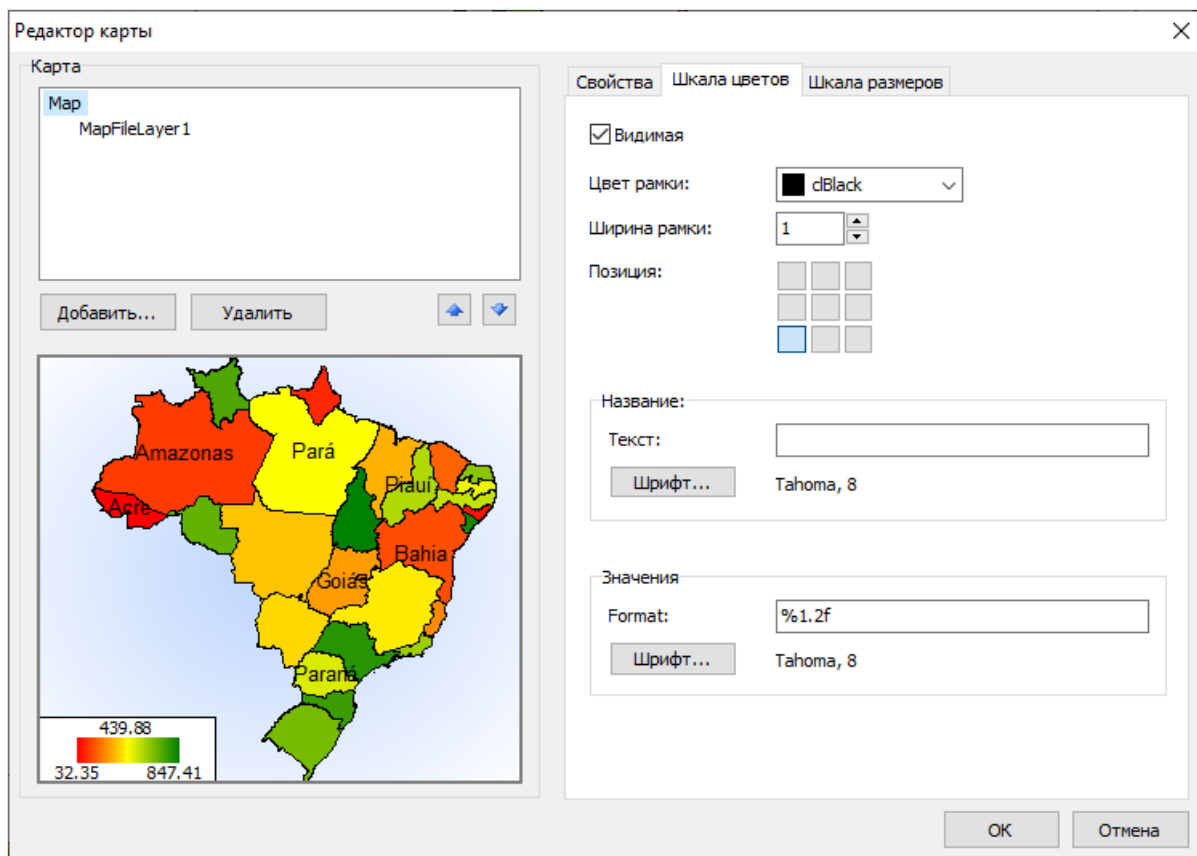 Редактор карты
Карта
Map
MapFileLayer1
Добавить...
Удалить
Amazonas
Pará
Piauí
Acre
Bahia
Goiás
Paraná
439.88
32.35
847.41
Свойства
Шкала цветов
Шкала размеров
Видимая
Цвет рамки:
clBlack
Ширина рамки:
1
Позиция:
Название:
Текст:
Шрифт...
Tahoma, 8
Значения
Format:
%1.2f
Шрифт...
Tahoma, 8
OK
Отмена